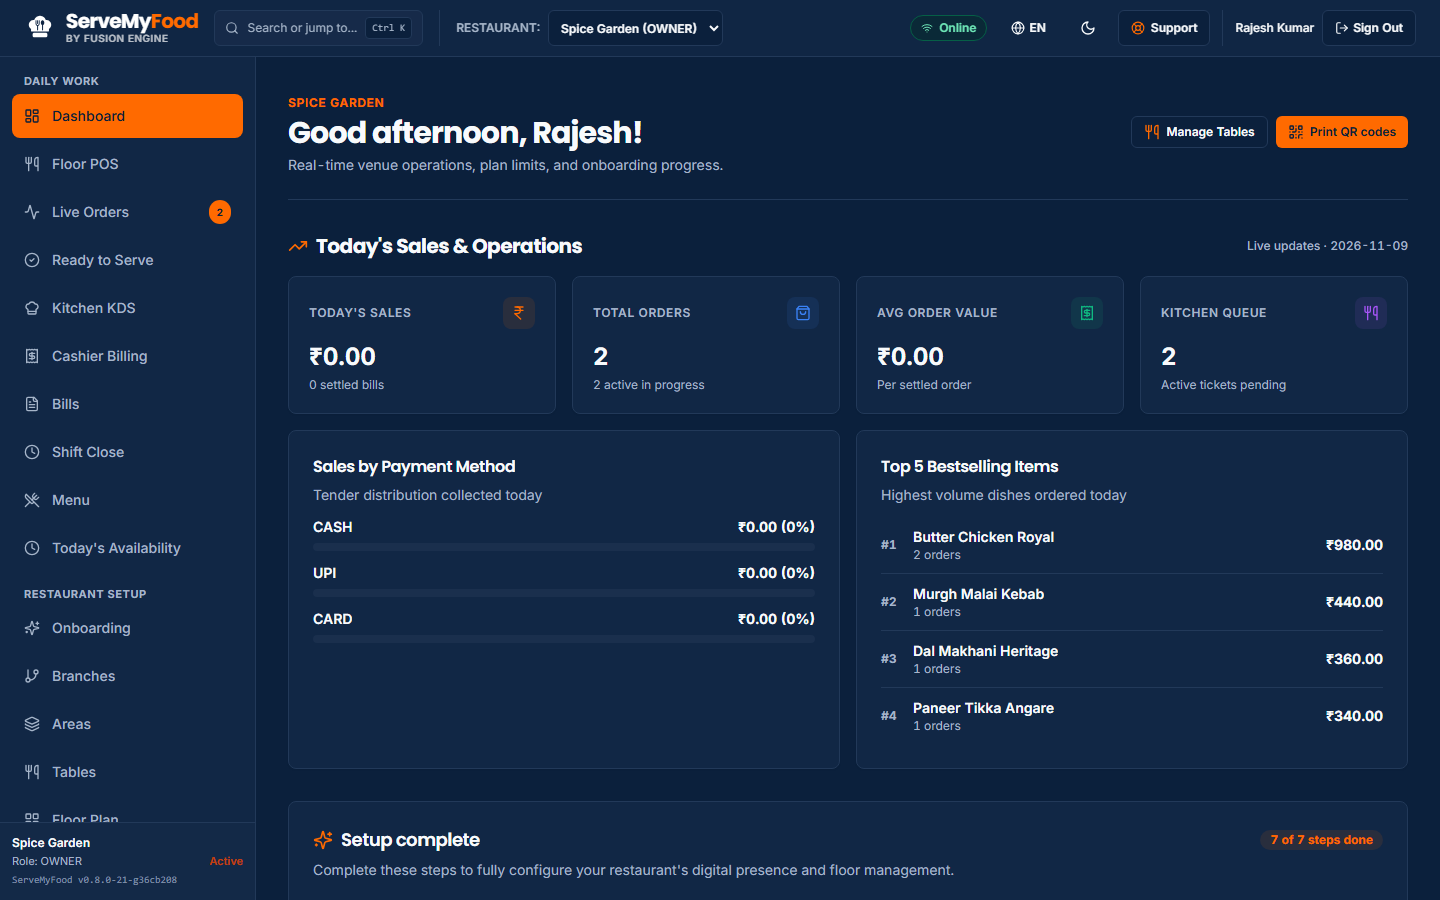 ServeMyFood
BY FUSION ENGINE
Search or jump to... Ctrl K
RESTAURANT: Spice Garden (OWNER)
Online
EN
Support
Rajesh Kumar
Sign Out
DAILY WORK
Dashboard
Floor POS
Live Orders 2
Ready to Serve
Kitchen KDS
Cashier Billing
Bills
Shift Close
Menu
Today's Availability
RESTAURANT SETUP
Onboarding
Branches
Areas
Tables
Floor Plan
Spice Garden
Role: OWNER Active
ServeMyFood v0.8.0-21-g36cb208
SPICE GARDEN
Good afternoon, Rajesh!
Real-time venue operations, plan limits, and onboarding progress.
Manage Tables
Print QR codes
Today's Sales & Operations
Live updates · 2026-11-09
TODAY'S SALES
₹0.00
0 settled bills
TOTAL ORDERS
2
2 active in progress
AVG ORDER VALUE
₹0.00
Per settled order
KITCHEN QUEUE
2
Active tickets pending
Sales by Payment Method
Tender distribution collected today
CASH ₹0.00 (0%)
UPI ₹0.00 (0%)
CARD ₹0.00 (0%)
Top 5 Bestselling Items
Highest volume dishes ordered today
#1 Butter Chicken Royal ₹980.00
2 orders
#2 Murgh Malai Kebab ₹440.00
1 orders
#3 Dal Makhani Heritage ₹360.00
1 orders
#4 Paneer Tikka Angare ₹340.00
1 orders
Setup complete
7 of 7 steps done
Complete these steps to fully configure your restaurant's digital presence and floor management.